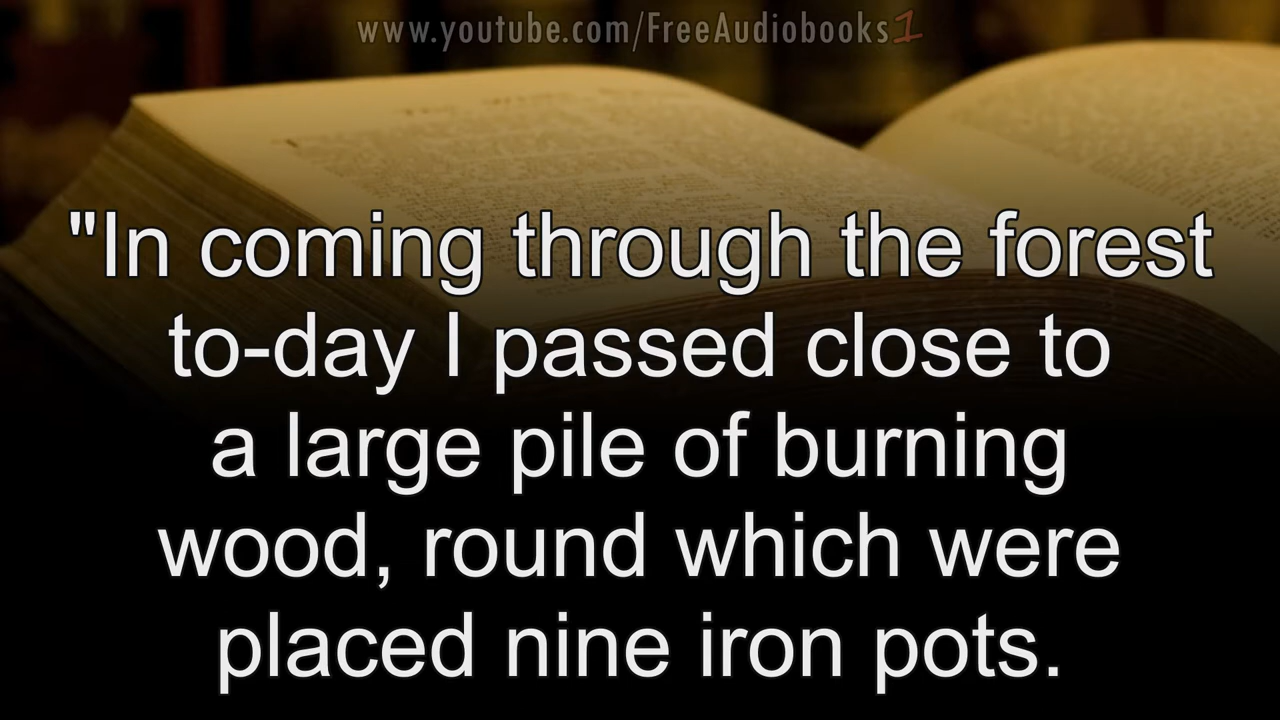 www.youtube.com/FreeAudiobooks1
"In coming through the forest
to-day I passed close to
a large pile of burning
wood, round which were
placed nine iron pots.